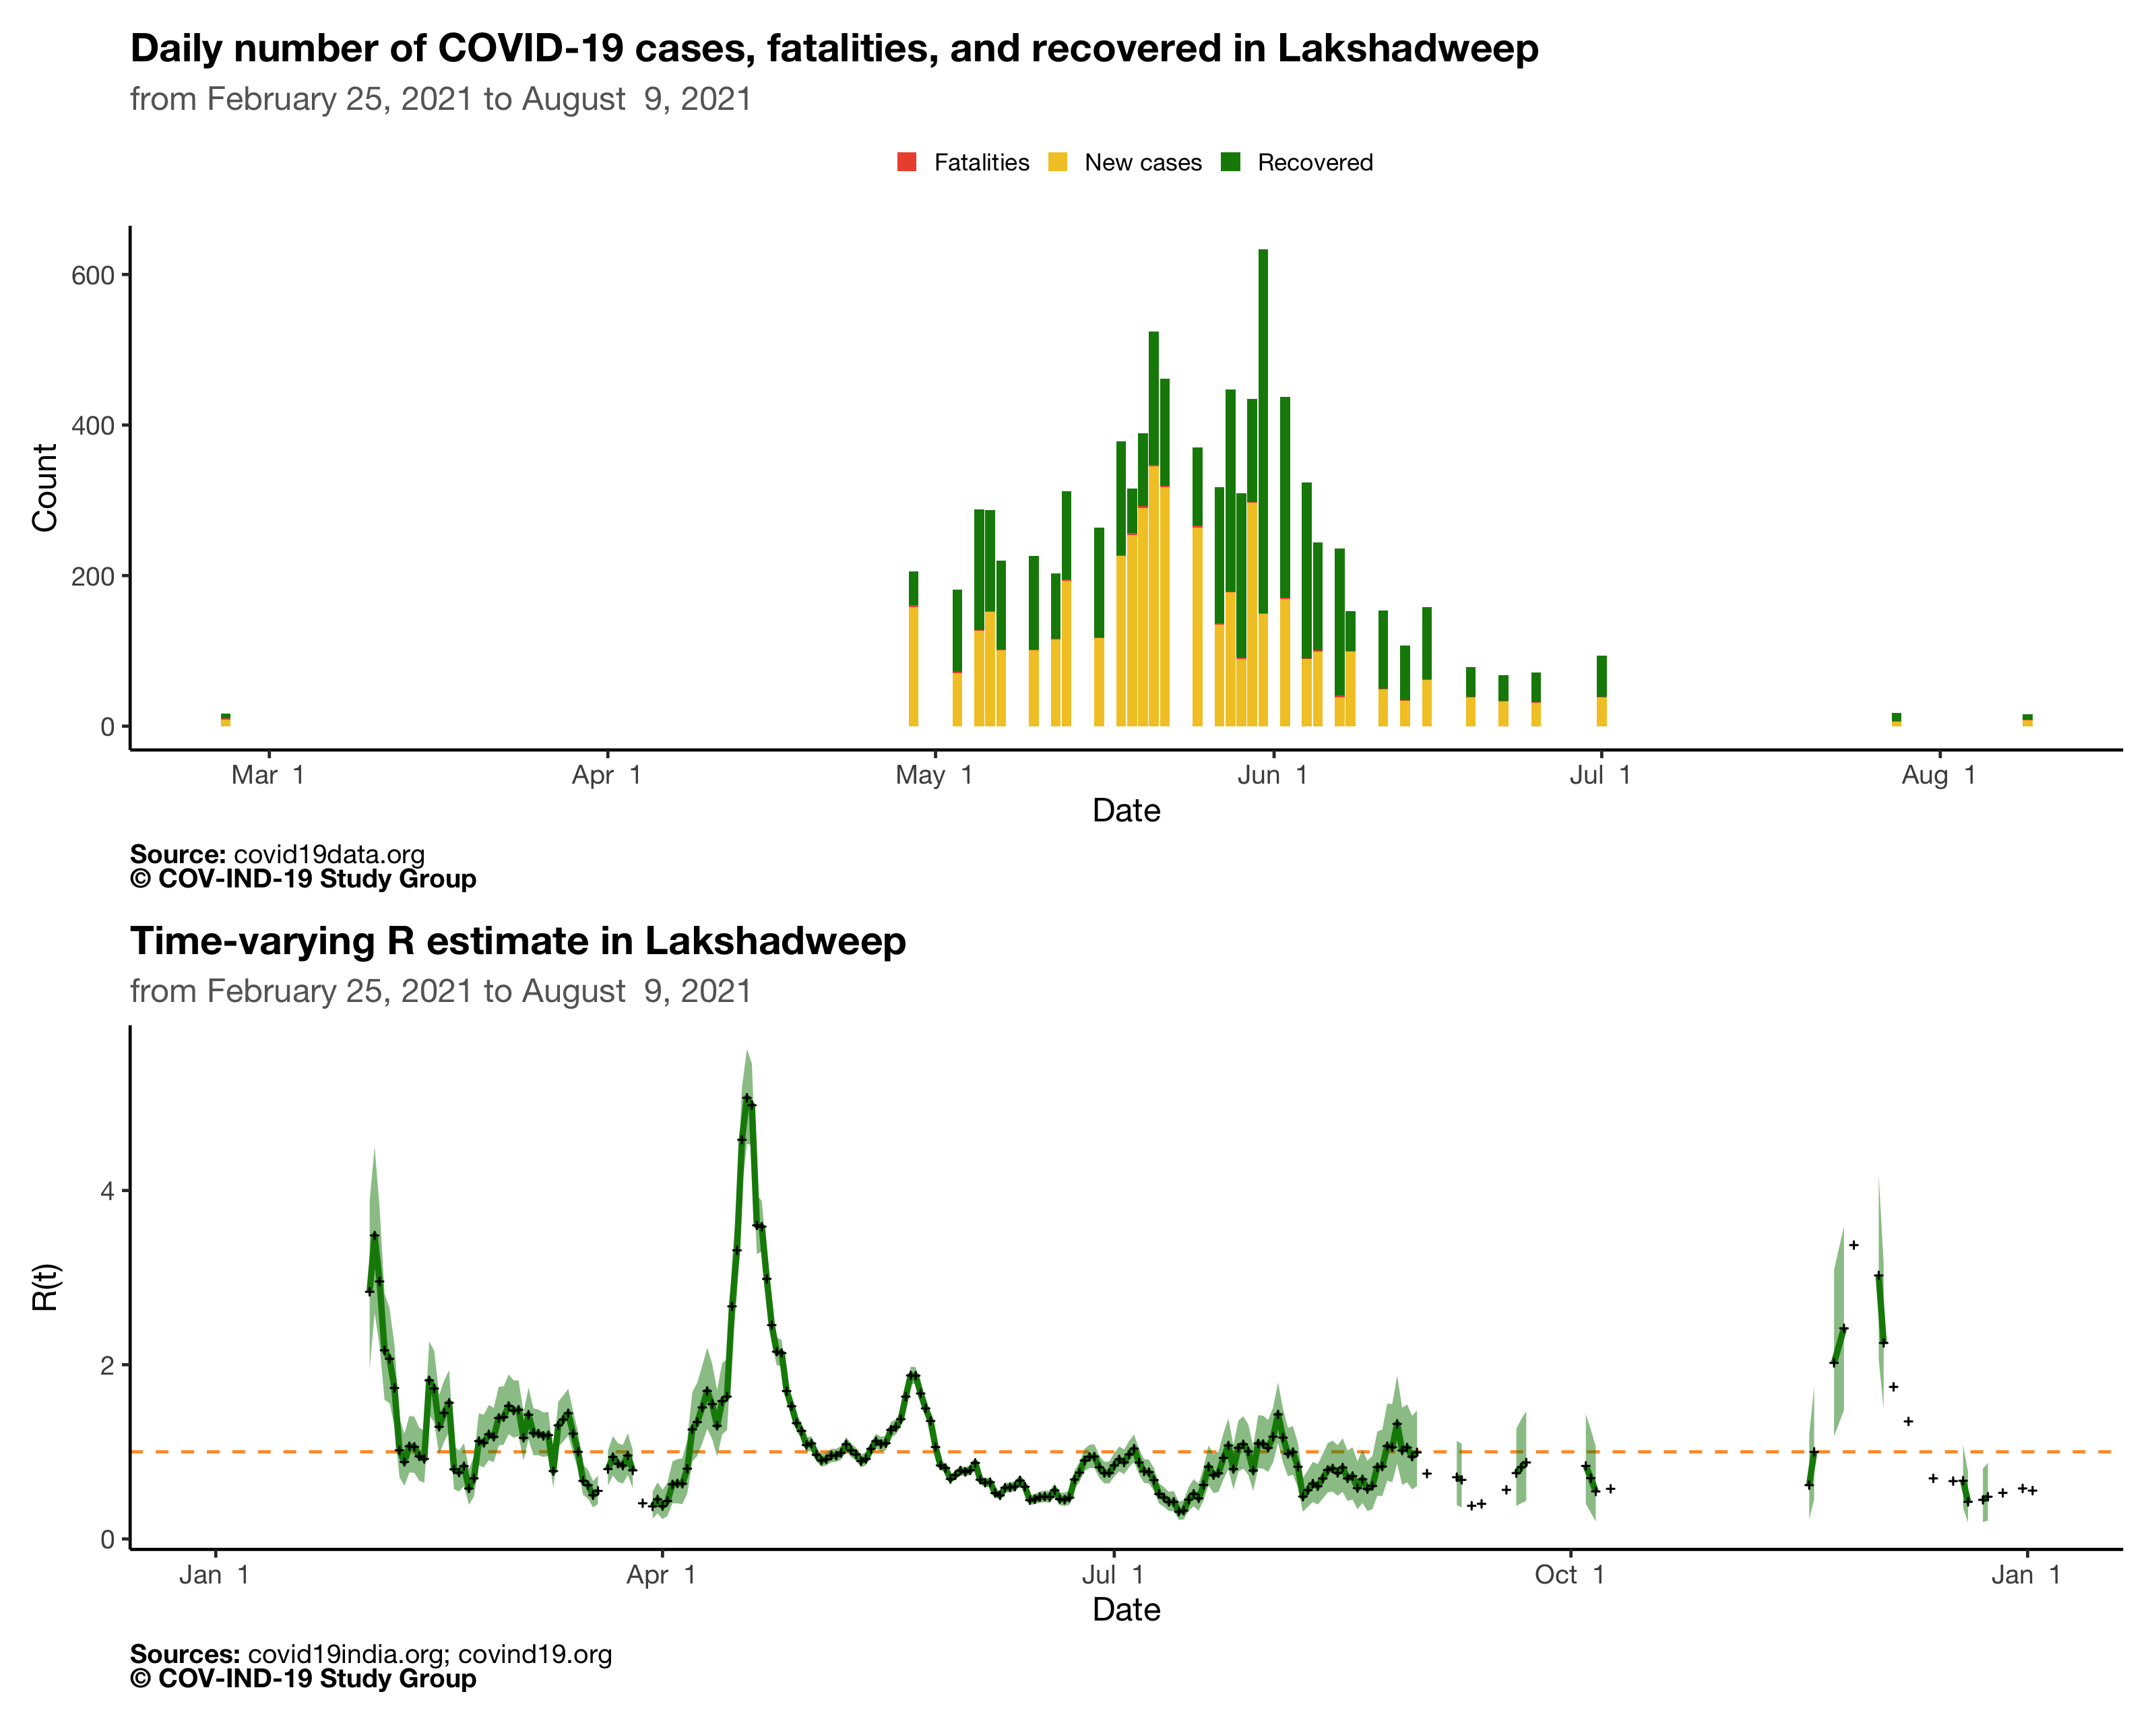 Daily number of COVID-19 cases, fatalities, and recovered in Lakshadweep
from February 25, 2021 to August  9, 2021
Fatalities New cases Recovered
600
400
200
0
Count
Mar  1 Apr  1 May  1 Jun  1 Jul  1 Aug  1
Date
Source: covid19data.org
© COV-IND-19 Study Group
Time-varying R estimate in Lakshadweep
from February 25, 2021 to August  9, 2021
4
2
0
R(t)
Jan  1 Apr  1 Jul  1 Oct  1 Jan  1
Date
Sources: covid19india.org; covind19.org
© COV-IND-19 Study Group